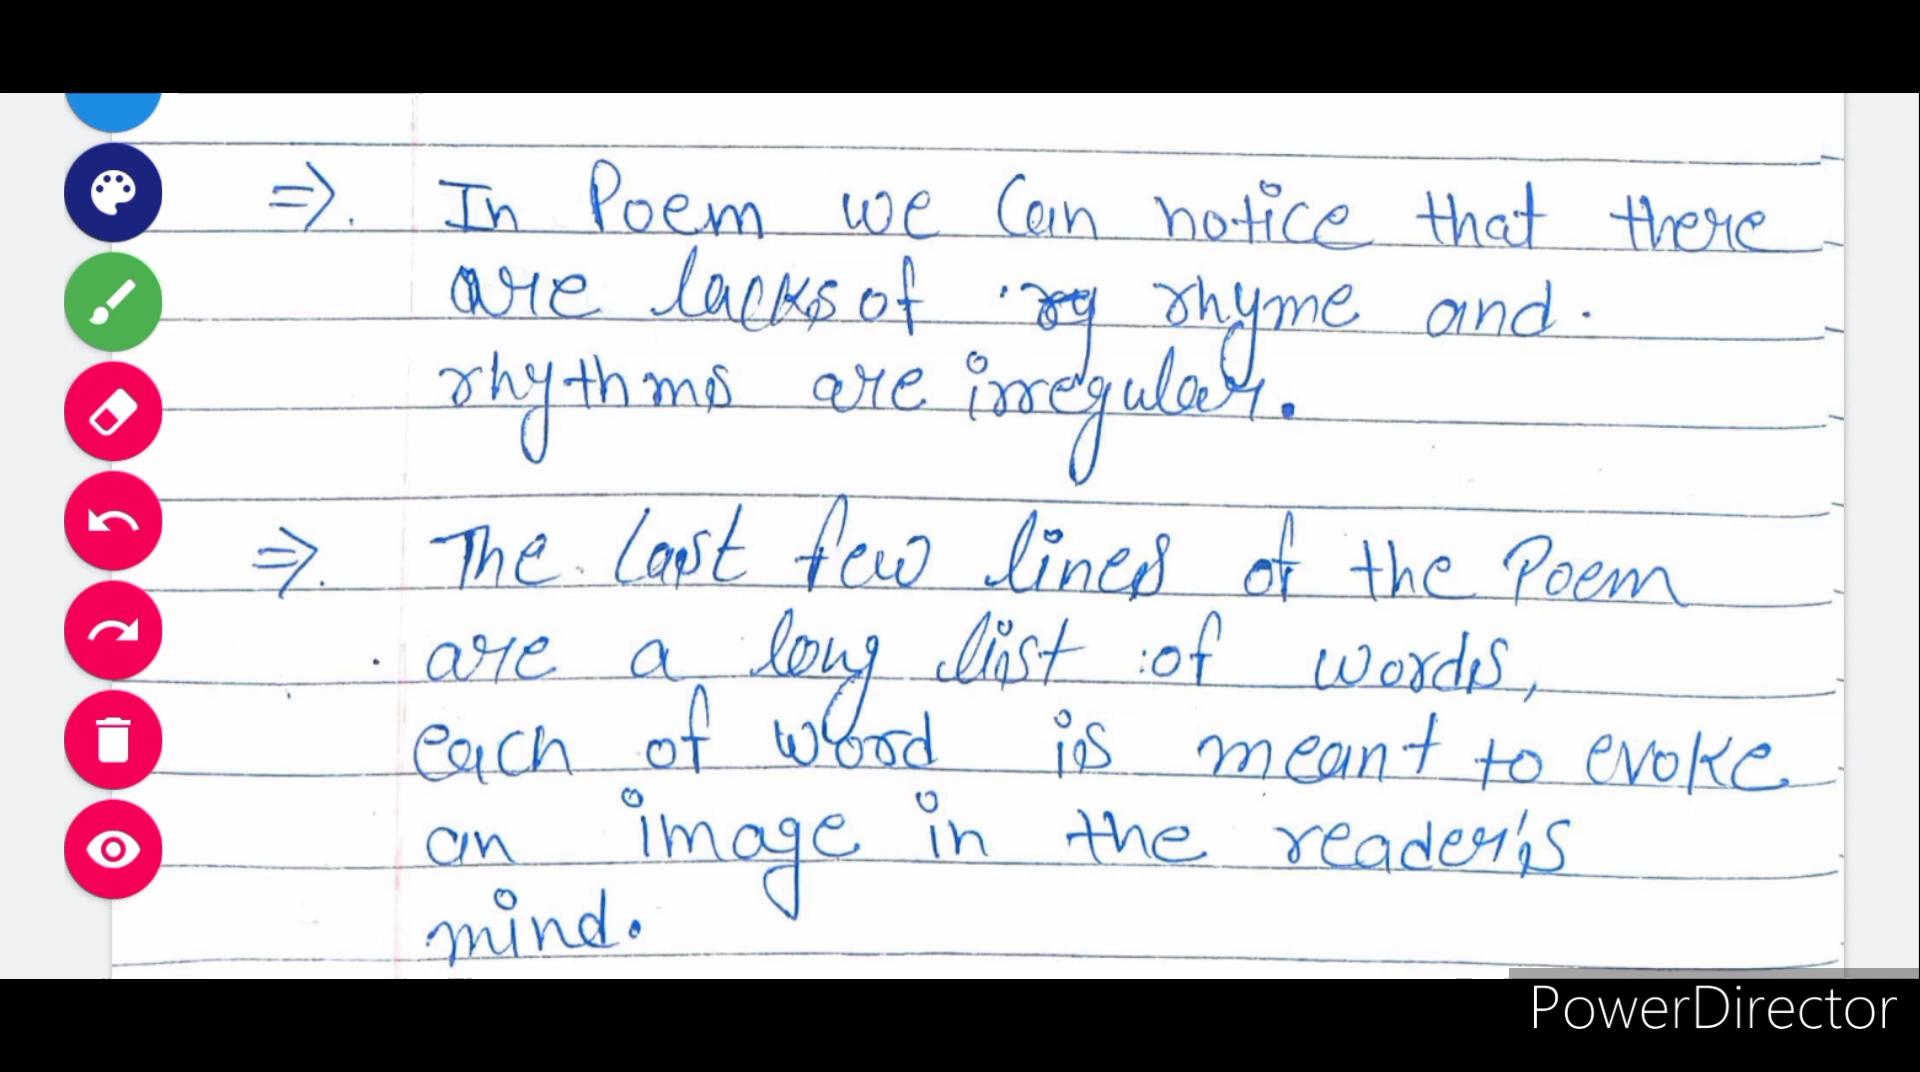 ⇒. In Poem we Can notice that there
are lacks of rhyme and.
rhythms are irregular.
⇒. The last few lines of the Poem
are a long list of words,
each of word is meant to evoke
an image in the reader's
mind.
PowerDirector